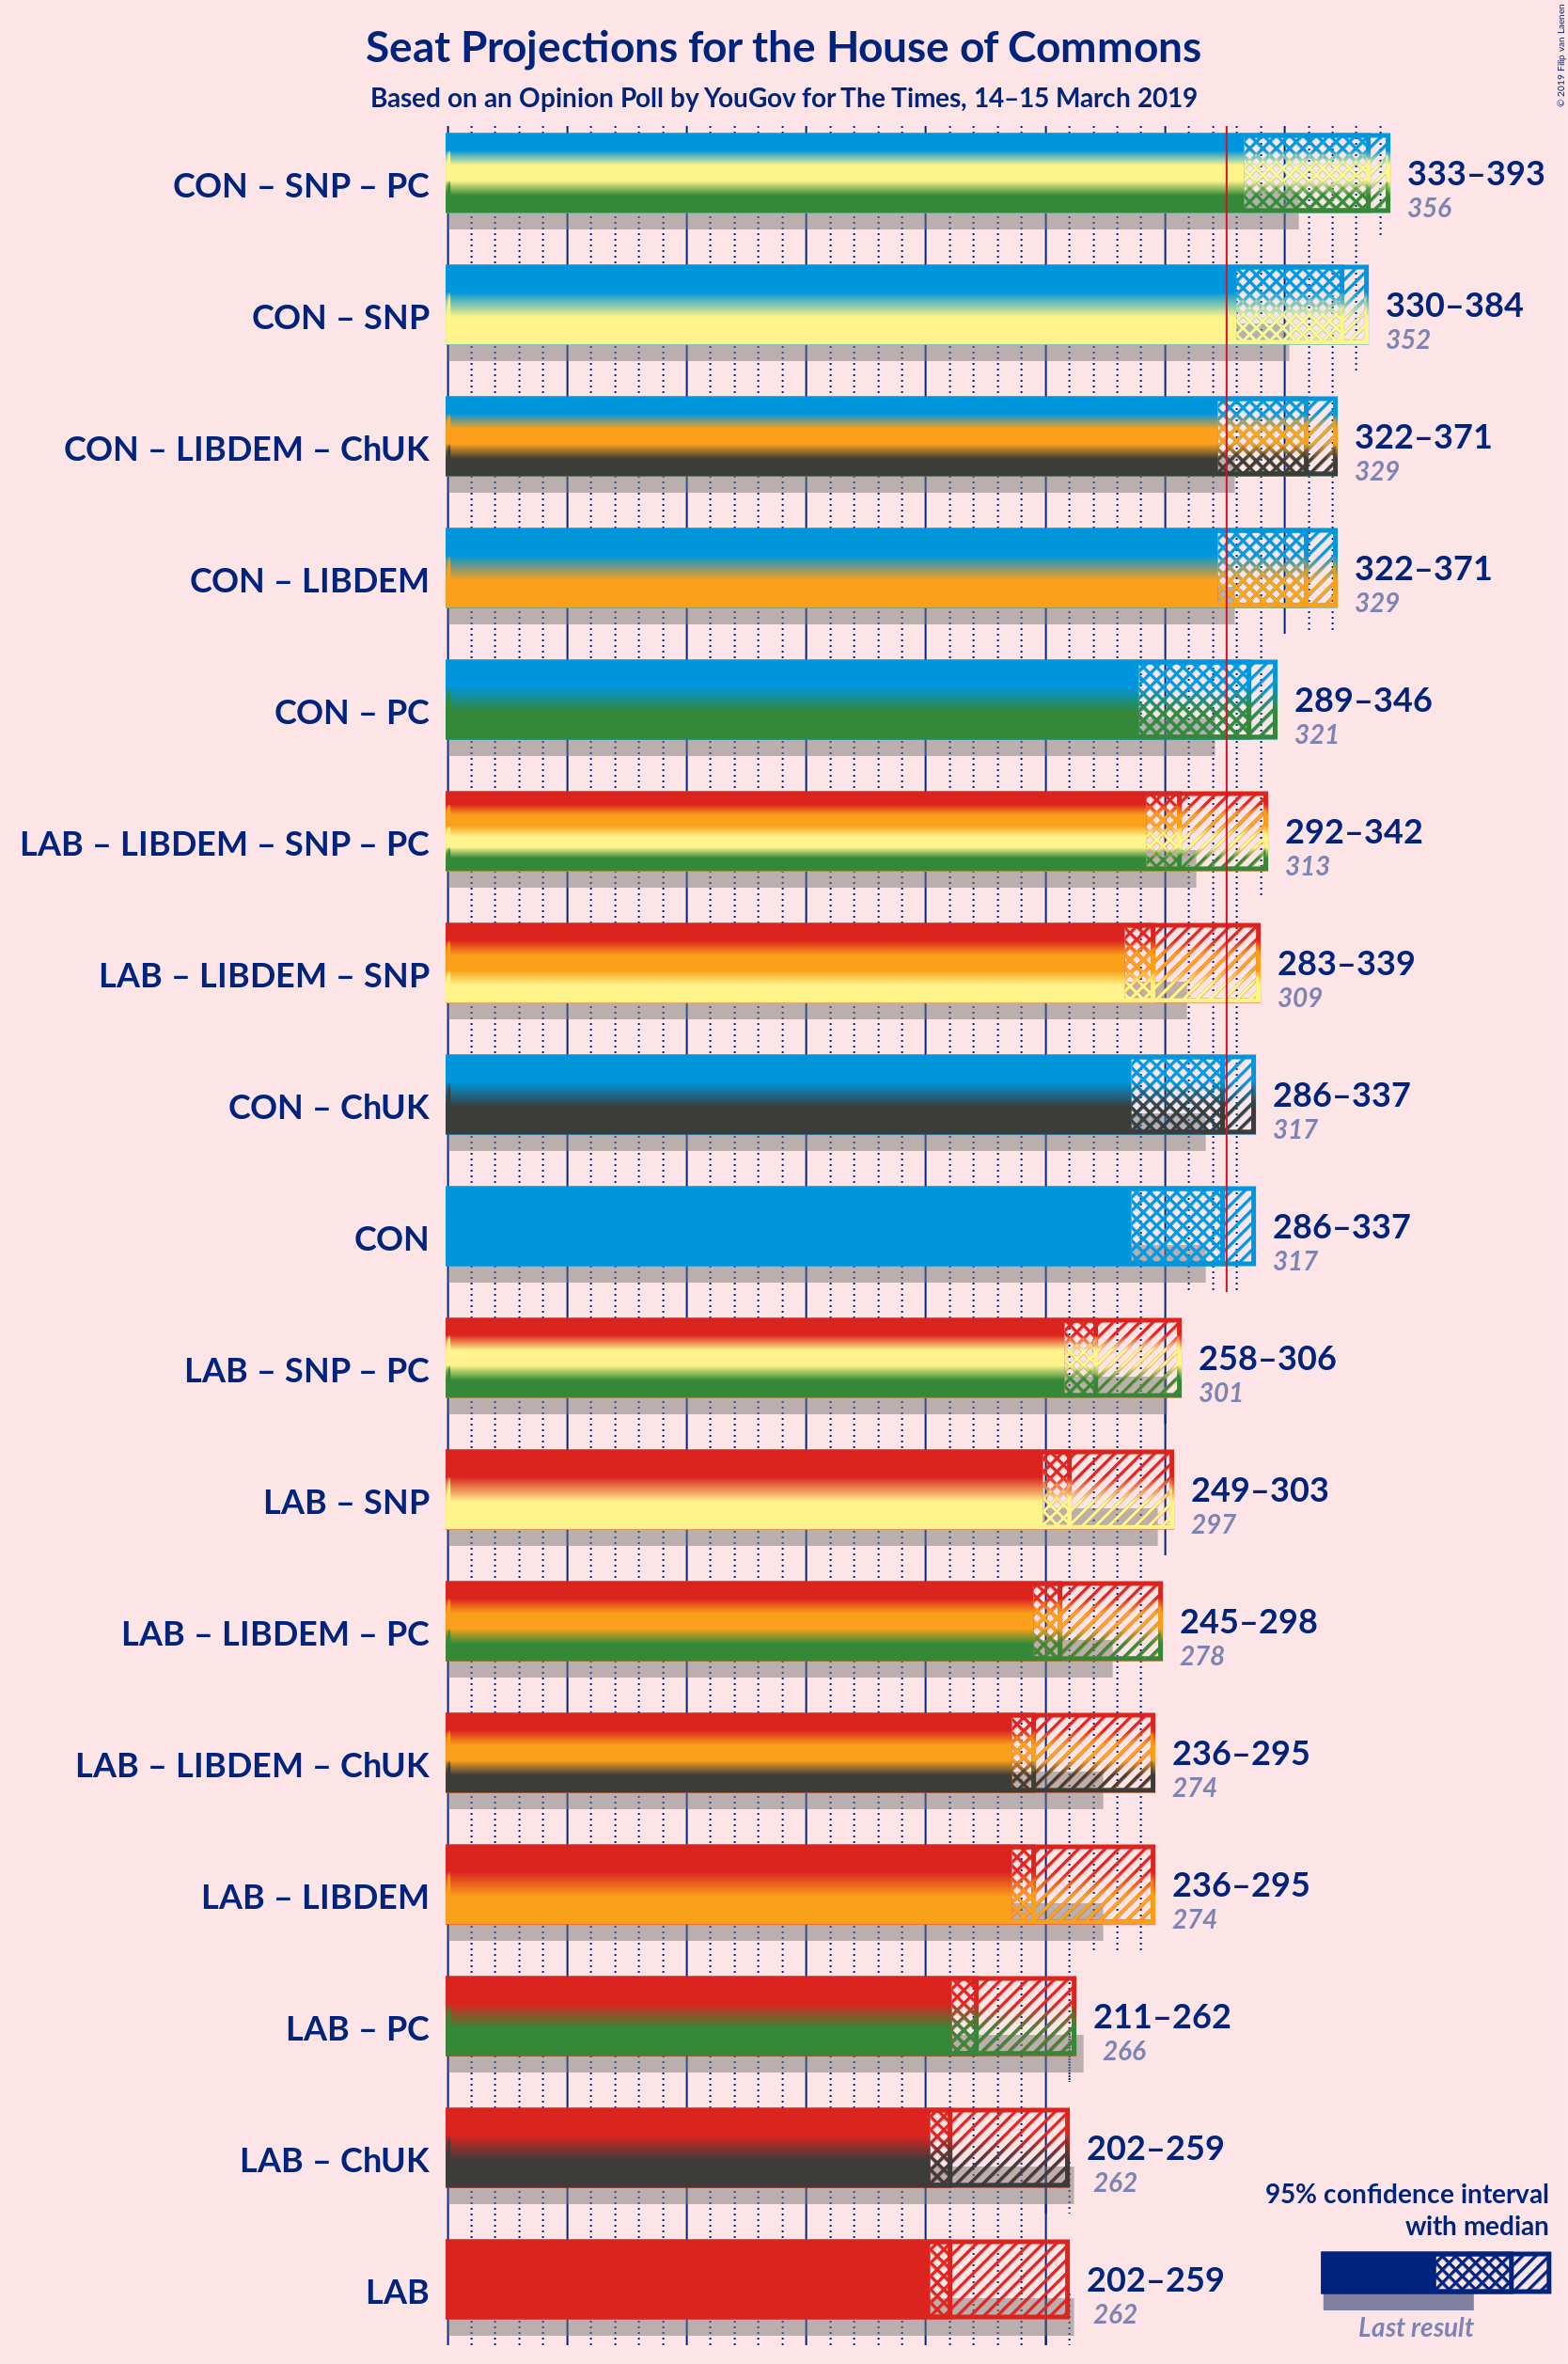 © 2019 Filip van Laenen
Seat Projections for the House of Commons
Based on an Opinion Poll by YouGov for The Times, 14–15 March 2019
CON – SNP – PC
333–393
356
CON – SNP
330–384
352
CON – LIBDEM – ChUK
322–371
329
CON – LIBDEM
322–371
329
CON – PC
289–346
321
LAB – LIBDEM – SNP – PC
292–342
313
LAB – LIBDEM – SNP
283–339
309
CON – ChUK
286–337
317
CON
286–337
317
LAB – SNP – PC
258–306
301
LAB – SNP
249–303
297
LAB – LIBDEM – PC
245–298
278
LAB – LIBDEM – ChUK
236–295
274
LAB – LIBDEM
236–295
274
LAB – PC
211–262
266
LAB – ChUK
202–259
262
LAB
202–259
262
95% confidence interval
with median
Last result